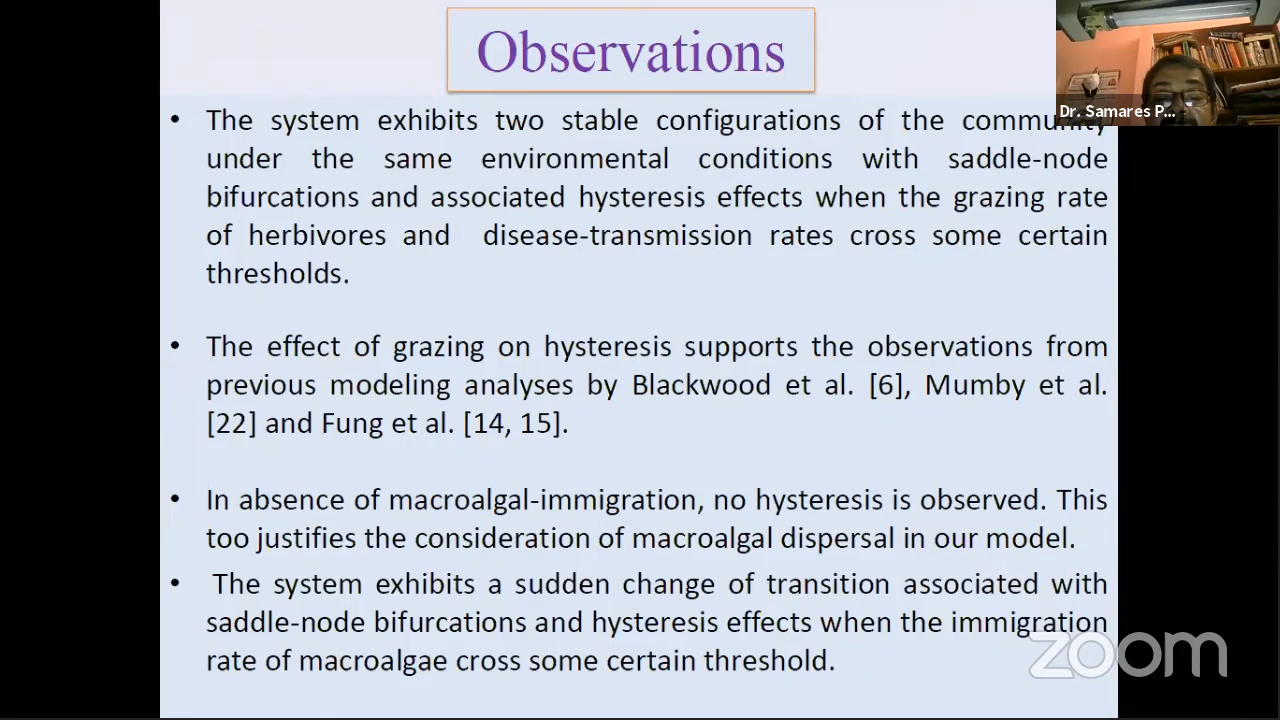 Observations
Dr. Samares P...
• The system exhibits two stable configurations of the community
under the same environmental conditions with saddle-node
bifurcations and associated hysteresis effects when the grazing rate
of herbivores and disease-transmission rates cross some certain
thresholds.
• The effect of grazing on hysteresis supports the observations from
previous modeling analyses by Blackwood et al. [6], Mumby et al.
[22] and Fung et al. [14, 15].
• In absence of macroalgal-immigration, no hysteresis is observed. This
too justifies the consideration of macroalgal dispersal in our model.
• The system exhibits a sudden change of transition associated with
saddle-node bifurcations and hysteresis effects when the immigration
rate of macroalgae cross some certain threshold.
zoom